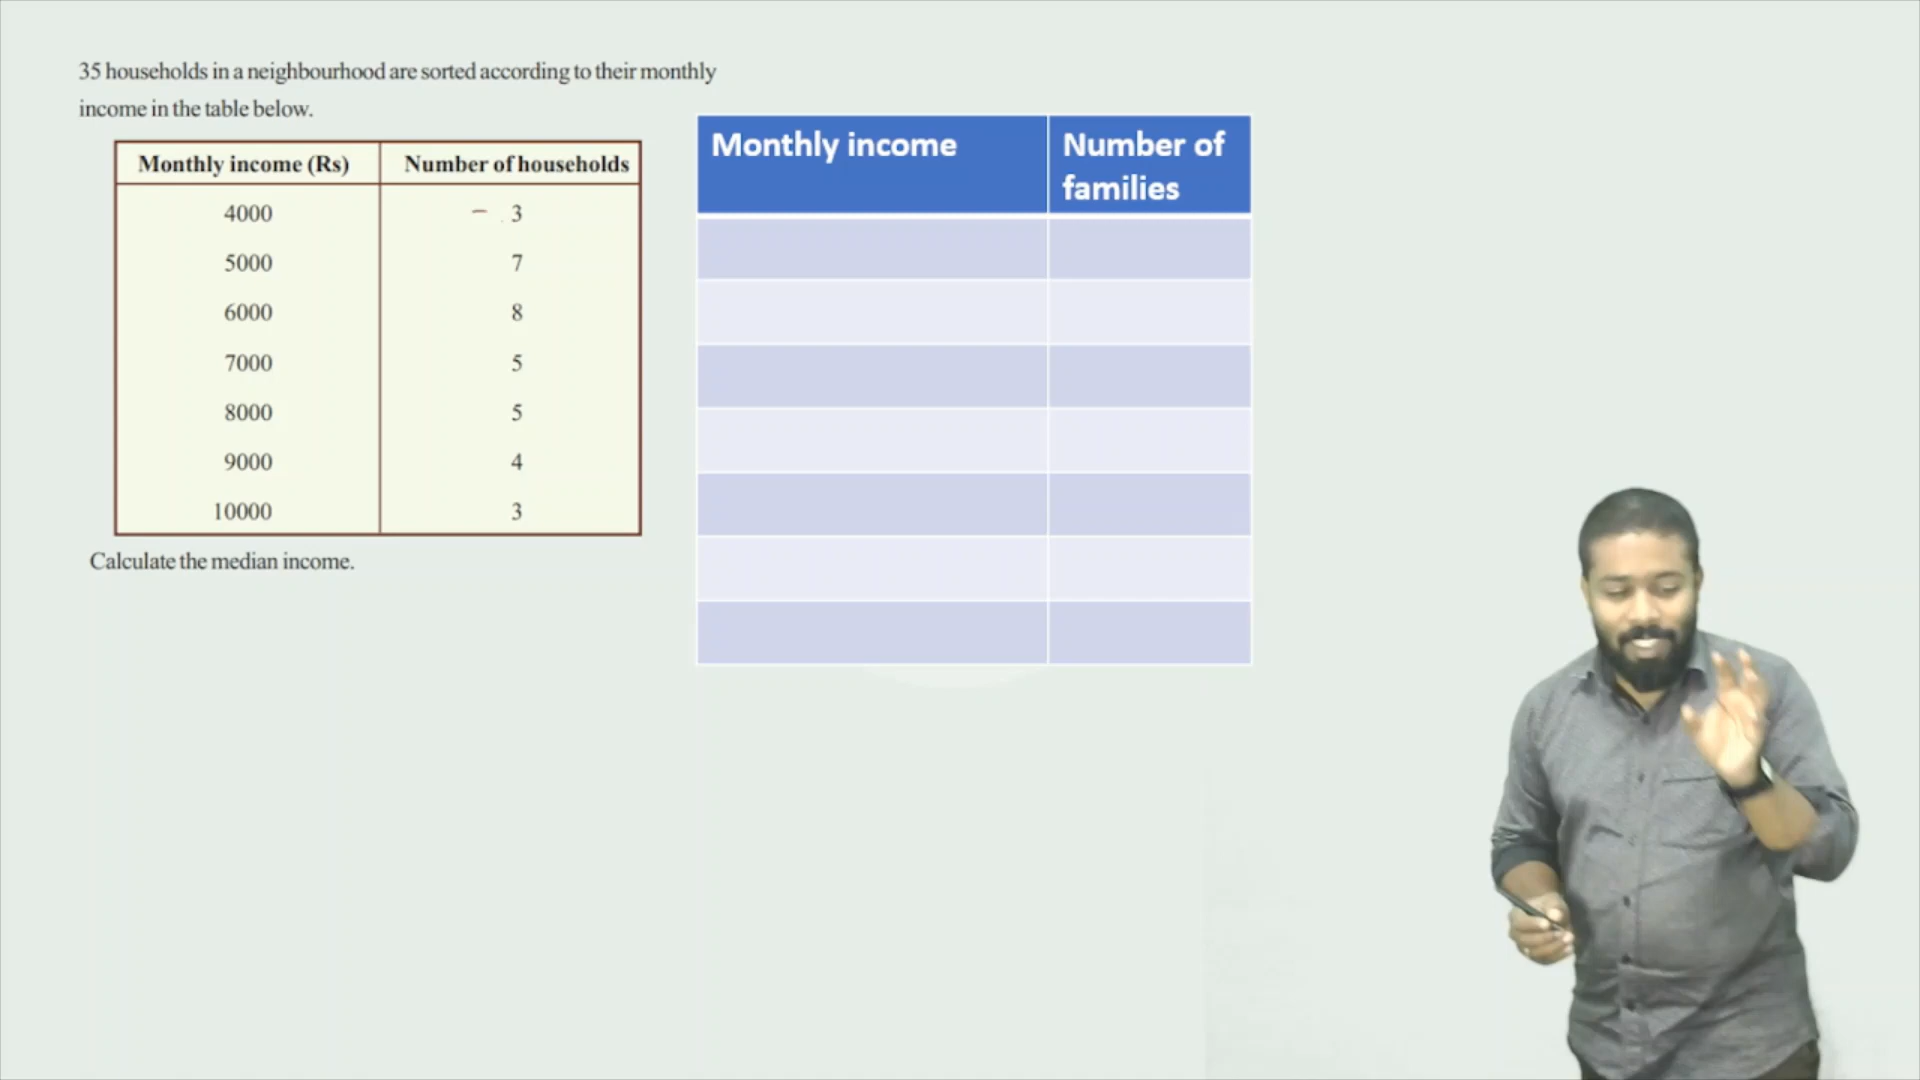 35 households in a neighbourhood are sorted according to their monthly
income in the table below.
Monthly income (Rs) Number of households
4000 3
5000 7
6000 8
7000 5
8000 5
9000 4
10000 3
Calculate the median income.
Monthly income Number of
families